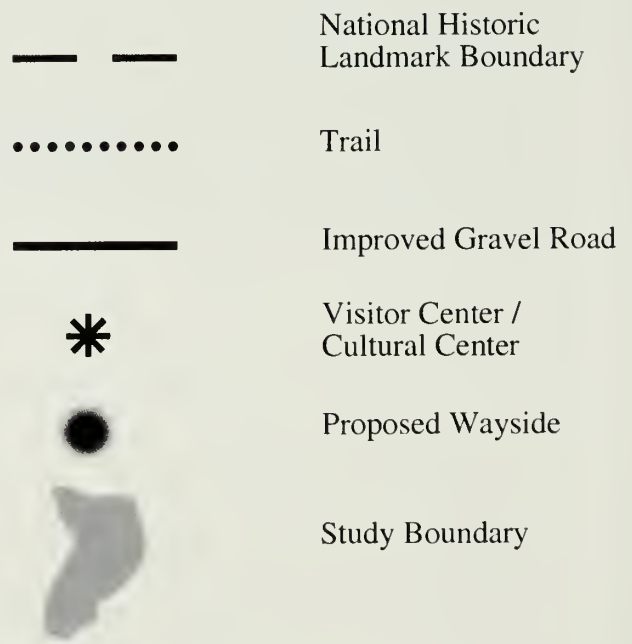 National Historic
Landmark Boundary
Trail
Improved Gravel Road
Visitor Center /
Cultural Center
Proposed Wayside
Study Boundary